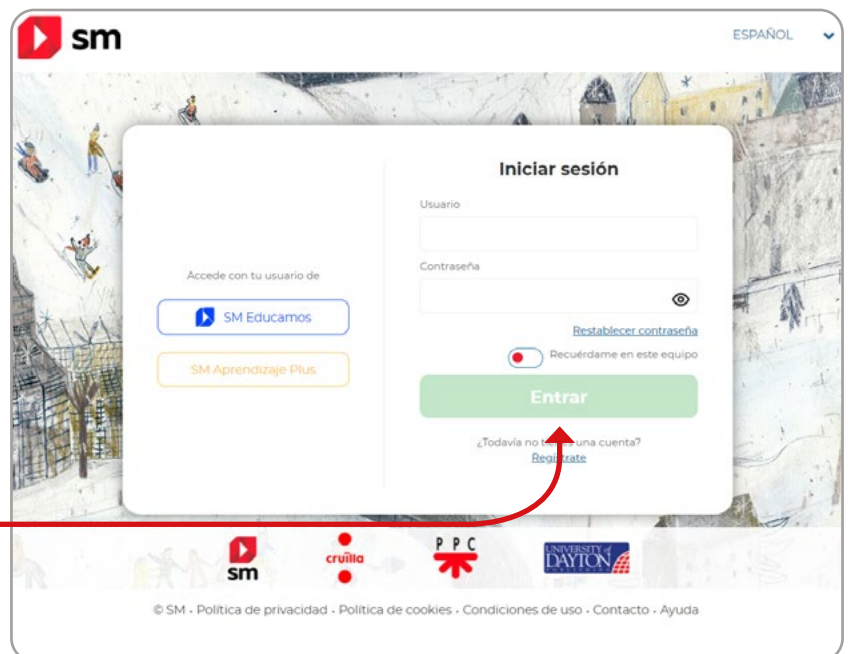 sm
ESPAÑOL
Iniciar sesión
Usuario
Contraseña
Accede con tu usuario de
SM Educamos
SM Aprendizaje Plus
Restablecer contraseña
Recuérdame en este equipo
Entrar
¿Todavía no tienes una cuenta?
Regístrate
sm
cruïlla
PPC
UNIVERSITY of
DAYTON
© SM • Política de privacidad • Política de cookies • Condiciones de uso • Contacto • Ayuda